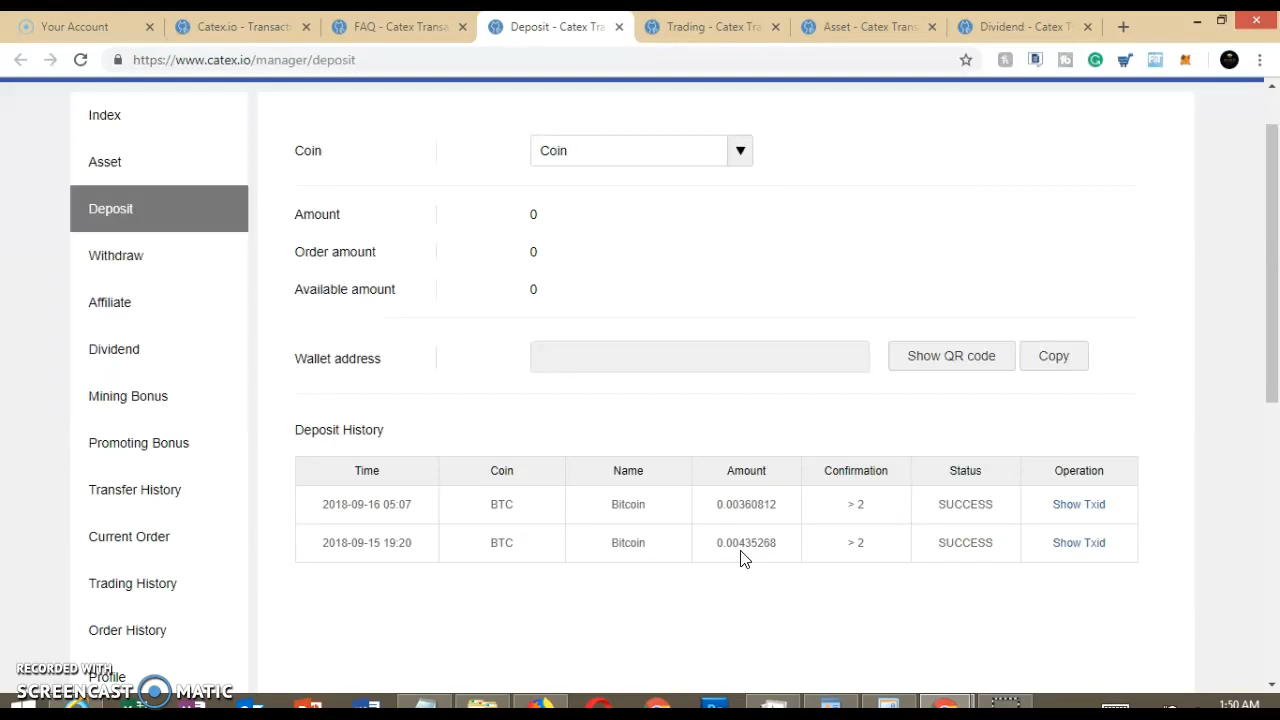 Your Account
Catex.io - Transact
FAQ - Catex Transa
Deposit - Catex Tra
Trading - Catex Tra
Asset - Catex Trans
Dividend - Catex T
https://www.catex.io/manager/deposit
Index
Asset
Deposit
Withdraw
Affiliate
Dividend
Mining Bonus
Promoting Bonus
Transfer History
Current Order
Trading History
Order History
Profile
Coin
Coin
Amount
0
Order amount
0
Available amount
0
Wallet address
Show QR code
Copy
Deposit History
Time Coin Name Amount Confirmation Status Operation
2018-09-16 05:07 BTC Bitcoin 0.00360812 > 2 SUCCESS Show Txid
2018-09-15 19:20 BTC Bitcoin 0.00435268 > 2 SUCCESS Show Txid
RECORDED WITH
SCREENCAST MATIC
1:50 AM